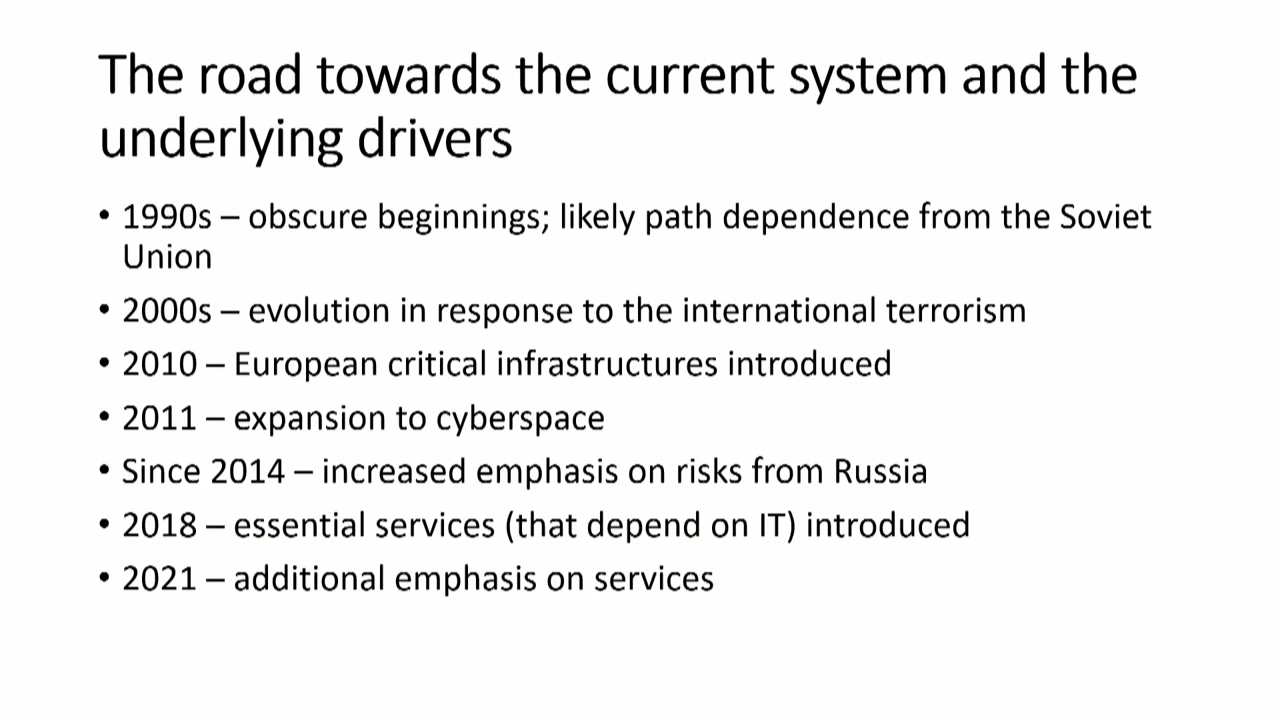 The road towards the current system and the
underlying drivers
• 1990s – obscure beginnings; likely path dependence from the Soviet
Union
• 2000s – evolution in response to the international terrorism
• 2010 – European critical infrastructures introduced
• 2011 – expansion to cyberspace
• Since 2014 – increased emphasis on risks from Russia
• 2018 – essential services (that depend on IT) introduced
• 2021 – additional emphasis on services